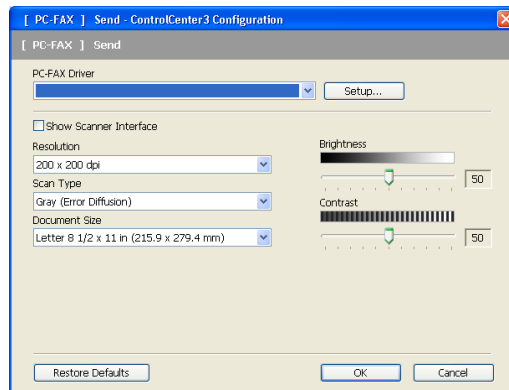 [ PC-FAX ]  Send - ControlCenter3 Configuration
[ PC-FAX ]  Send
PC-FAX Driver
Setup...
Show Scanner Interface
Resolution
200 x 200 dpi
Scan Type
Gray (Error Diffusion)
Document Size
Letter 8 1/2 x 11 in (215.9 x 279.4 mm)
Brightness
50
Contrast
50
Restore Defaults
OK
Cancel